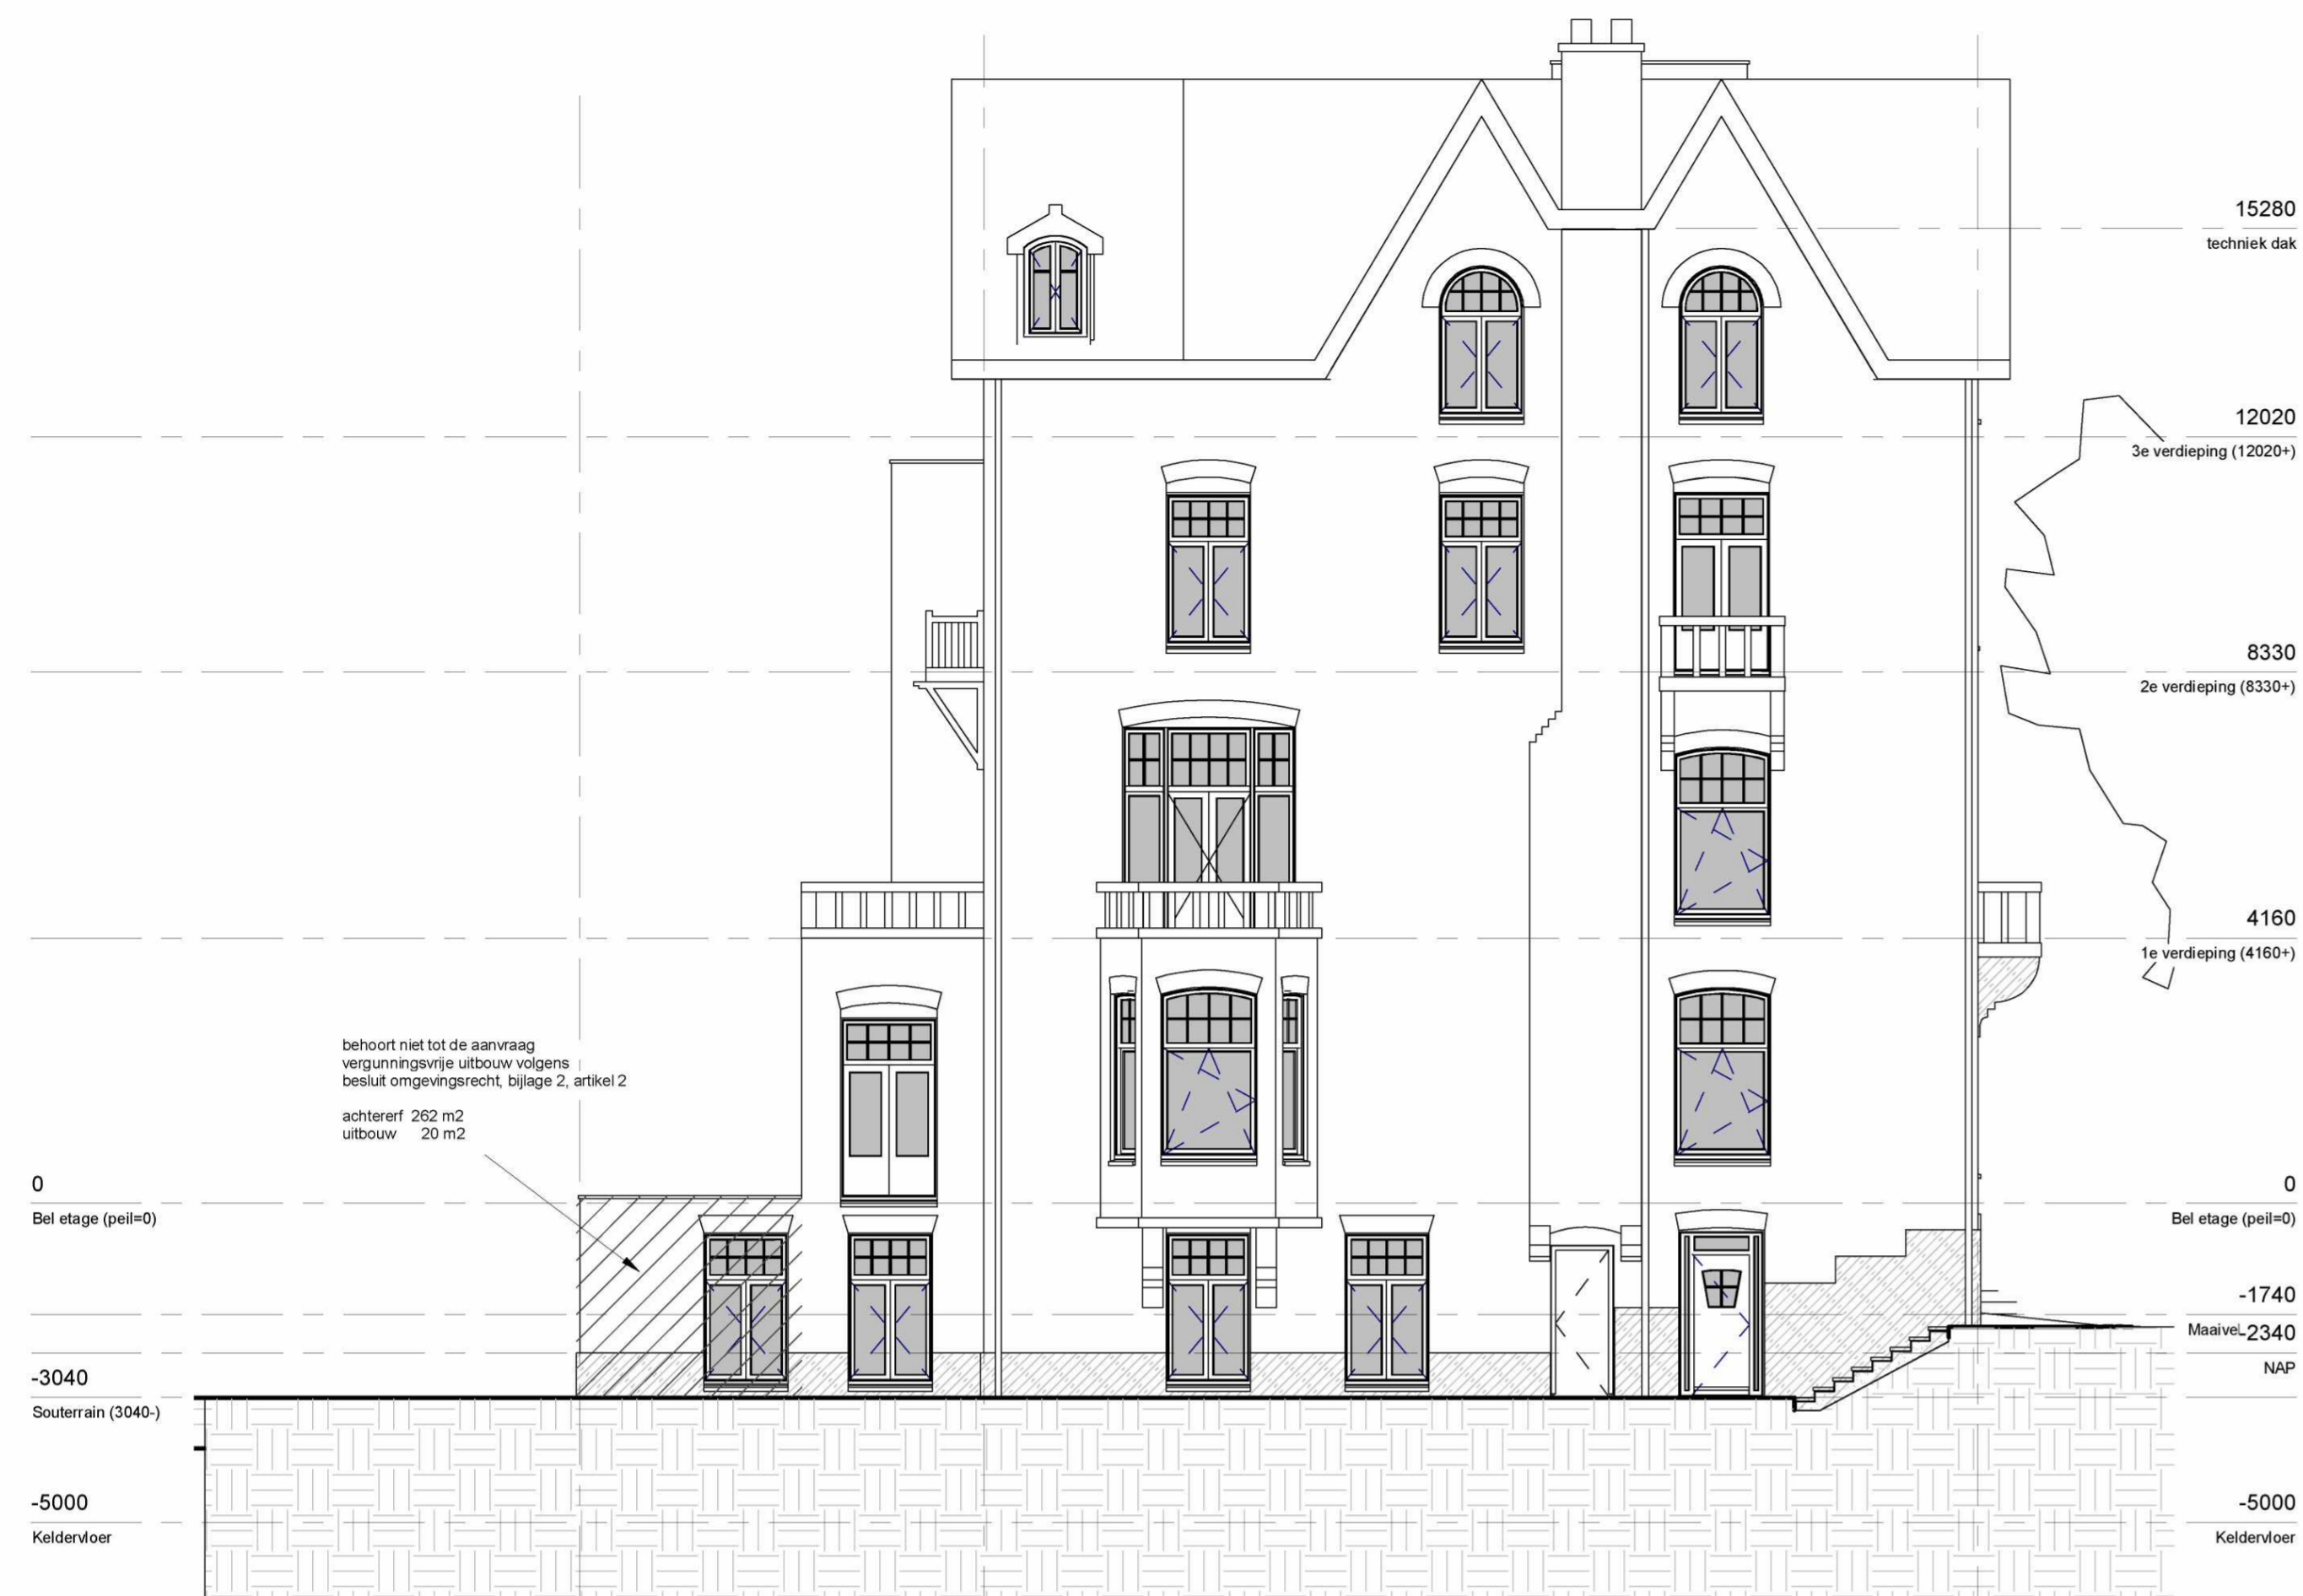 15280
techniek dak
12020
3e verdieping (12020+)
8330
2e verdieping (8330+)
4160
1e verdieping (4160+)
behoort niet tot de aanvraag
vergunningsvrije uitbouw volgens
besluit omgevingsrecht, bijlage 2, artikel 2
achtererf 262 m2
uitbouw 20 m2
0
Bel etage (peil=0)
0
Bel etage (peil=0)
-1740
Maaivel
-2340
NAP
-3040
Souterrain (3040-)
-5000
Keldervloer
-5000
Keldervloer